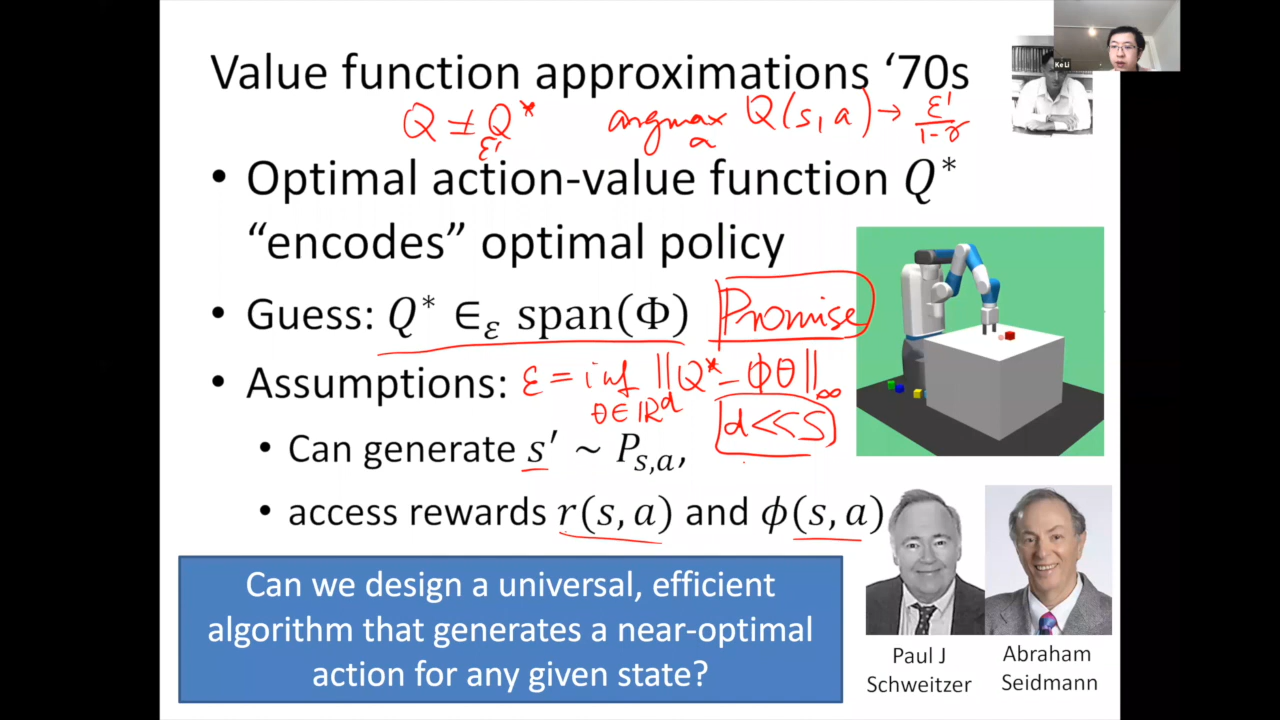 Value function approximations ‘70s
Ke Li
Q ≠ Q* argmax Q(s, a) → ε'/1-γ
ε' a
• Optimal action-value function Q*
“encodes” optimal policy
• Guess: Q* ∈ε span(Φ) Promise
• Assumptions: ε = inf ‖Q* - ΦΘ‖∞
Θ∈ℝᵈ d << S
• Can generate s′ ~ Pₛ,ₐ,
• access rewards r(s, a) and ϕ(s, a)
Can we design a universal, efficient
algorithm that generates a near-optimal
action for any given state?
Paul J
Schweitzer
Abraham
Seidmann